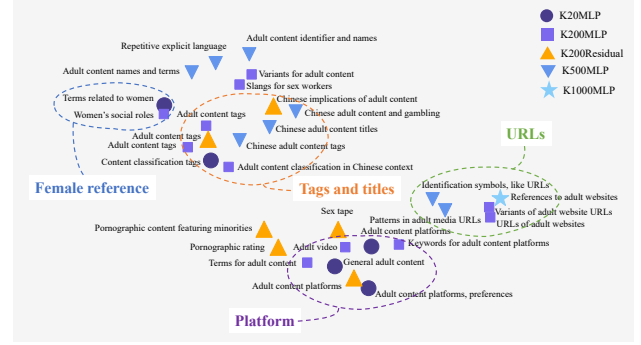 K20MLP
K200MLP
K200Residual
K500MLP
K1000MLP
Adult content identifier and names
Repetitive explicit language
Adult content names and terms
Variants for adult content
Slangs for sex workers
Terms related to women
Women's social roles
Chinese implications of adult content
Adult content tags
Chinese adult content and gambling
Chinese adult content titles
Adult content tags
Adult content tags
Chinese adult content tags
Content classification tags
Adult content classification in Chinese context
Female reference
Tags and titles
URLs
Identification symbols, like URLs
References to adult websites
Variants of adult website URLs
Patterns in adult media URLs
URLs of adult websites
Sex tape
Pornographic content featuring minorities
Adult content platforms
Pornographic rating
Adult video
Keywords for adult content platforms
Terms for adult content
General adult content
Adult content platforms
Adult content platforms, preferences
Platform